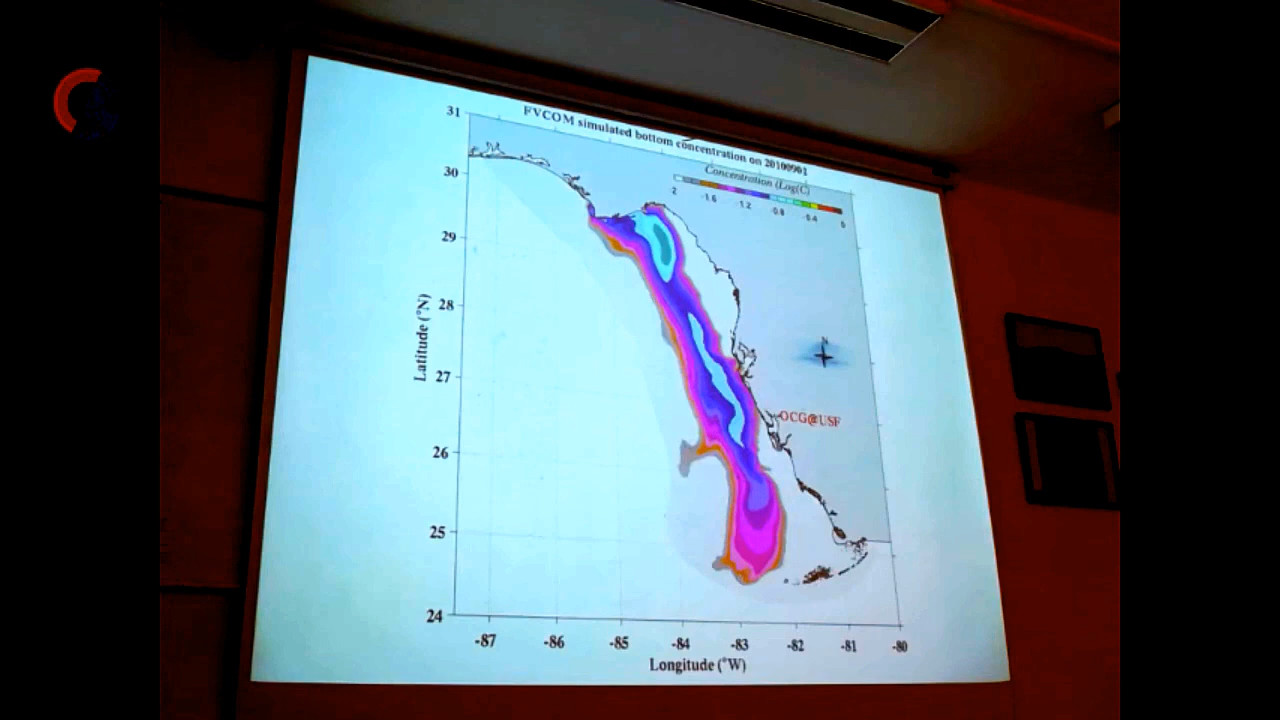 FVCOM simulated bottom concentration on 20100901
Concentration (Log(C)
2 -1.6 -1.2 -0.8 -0.4 0
31
30
29
28
27
26
25
24
Latitude (°N)
N
OCG@USF
-87 -86 -85 -84 -83 -82 -81 -80
Longitude (°W)